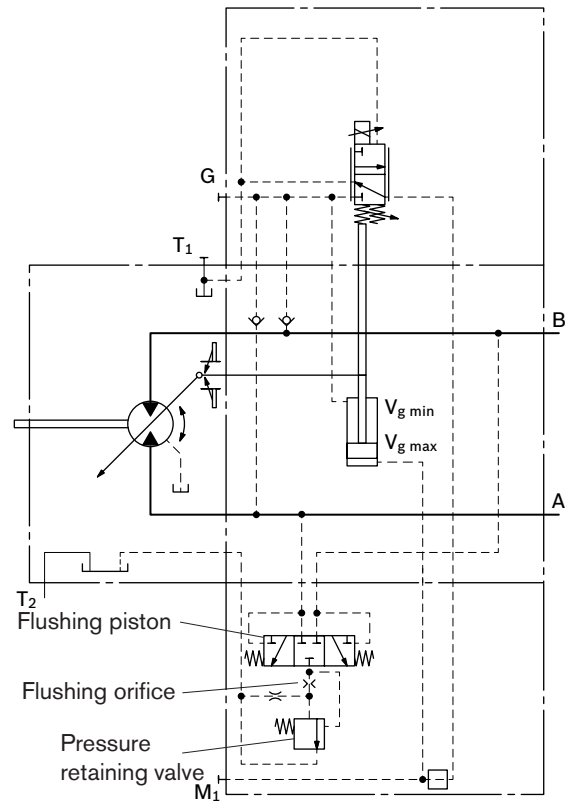 G
T1
B
Vg min
Vg max
A
T2
Flushing piston
Flushing orifice
Pressure
retaining valve
M1